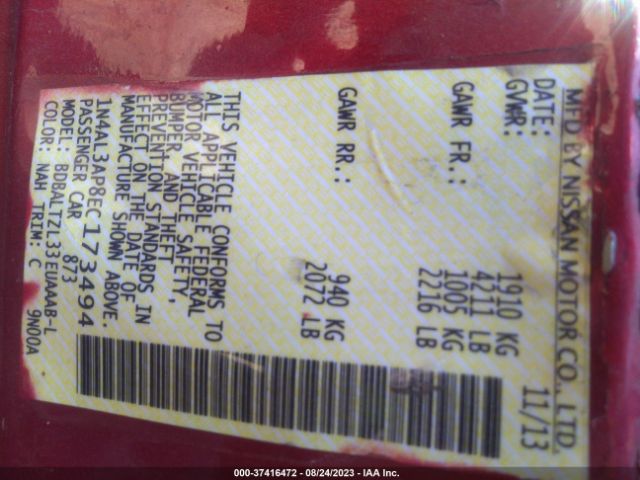 MFD BY NISSAN MOTOR CO., LTD.
DATE: 11/13
GVWR: 1910 KG
4211 LB
GAWR FR.: 1005 KG
2216 LB
GAWR RR.: 940 KG
2072 LB
THIS VEHICLE CONFORMS TO
ALL APPLICABLE FEDERAL
MOTOR VEHICLE SAFETY,
BUMPER AND THEFT
PREVENTION STANDARDS IN
EFFECT ON THE DATE OF
MANUFACTURE SHOWN ABOVE.
1N4AL3AP8EC173494
PASSENGER CAR 873
MODE: BDBALTZL33EUAAAB-L
COLOR: NAH TRIM: C 9N00A
000-37416472 - 08/24/2023 - IAA Inc.